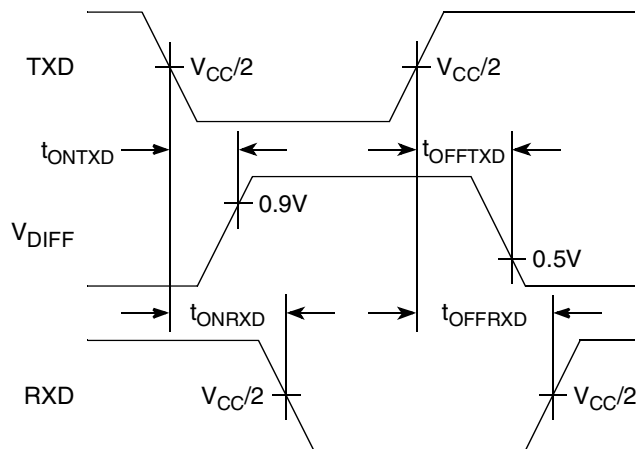 TXD
V_CC/2
V_CC/2
t_ONTXD
t_OFFTXD
V_DIFF
0.9V
0.5V
t_ONRXD
t_OFFRXD
RXD
V_CC/2
V_CC/2